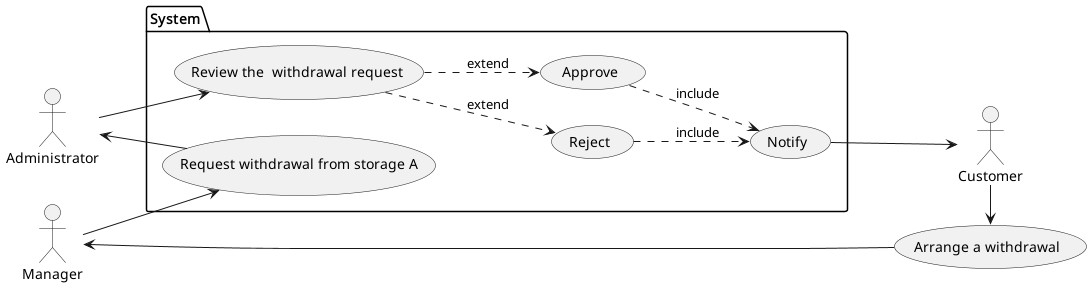 System
Review the  withdrawal request
extend
Approve
include
extend
Reject
include
Notify
Administrator
Request withdrawal from storage A
Customer
Manager
Arrange a withdrawal